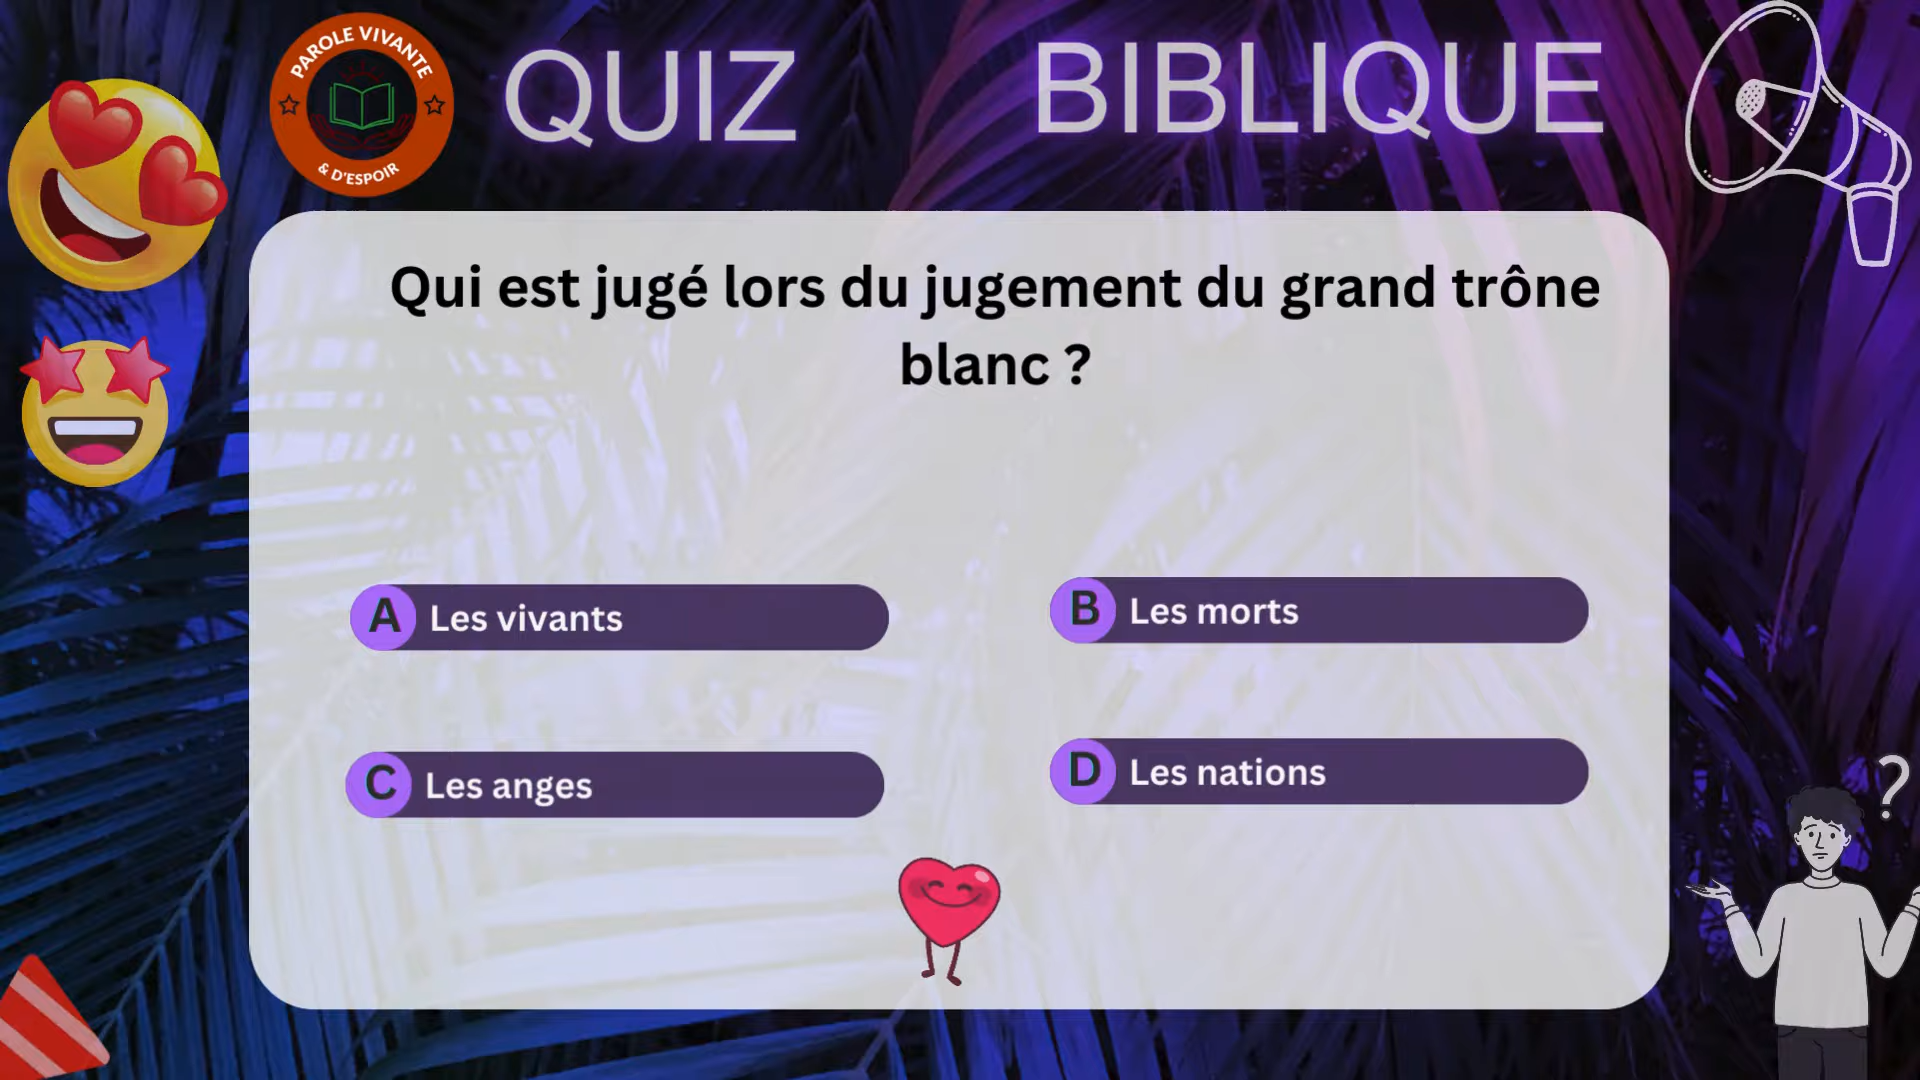 PAROLE VIVANTE
& D'ESPOIR
QUIZ BIBLIQUE
Qui est jugé lors du jugement du grand trône
blanc ?
A Les vivants
B Les morts
C Les anges
D Les nations
?